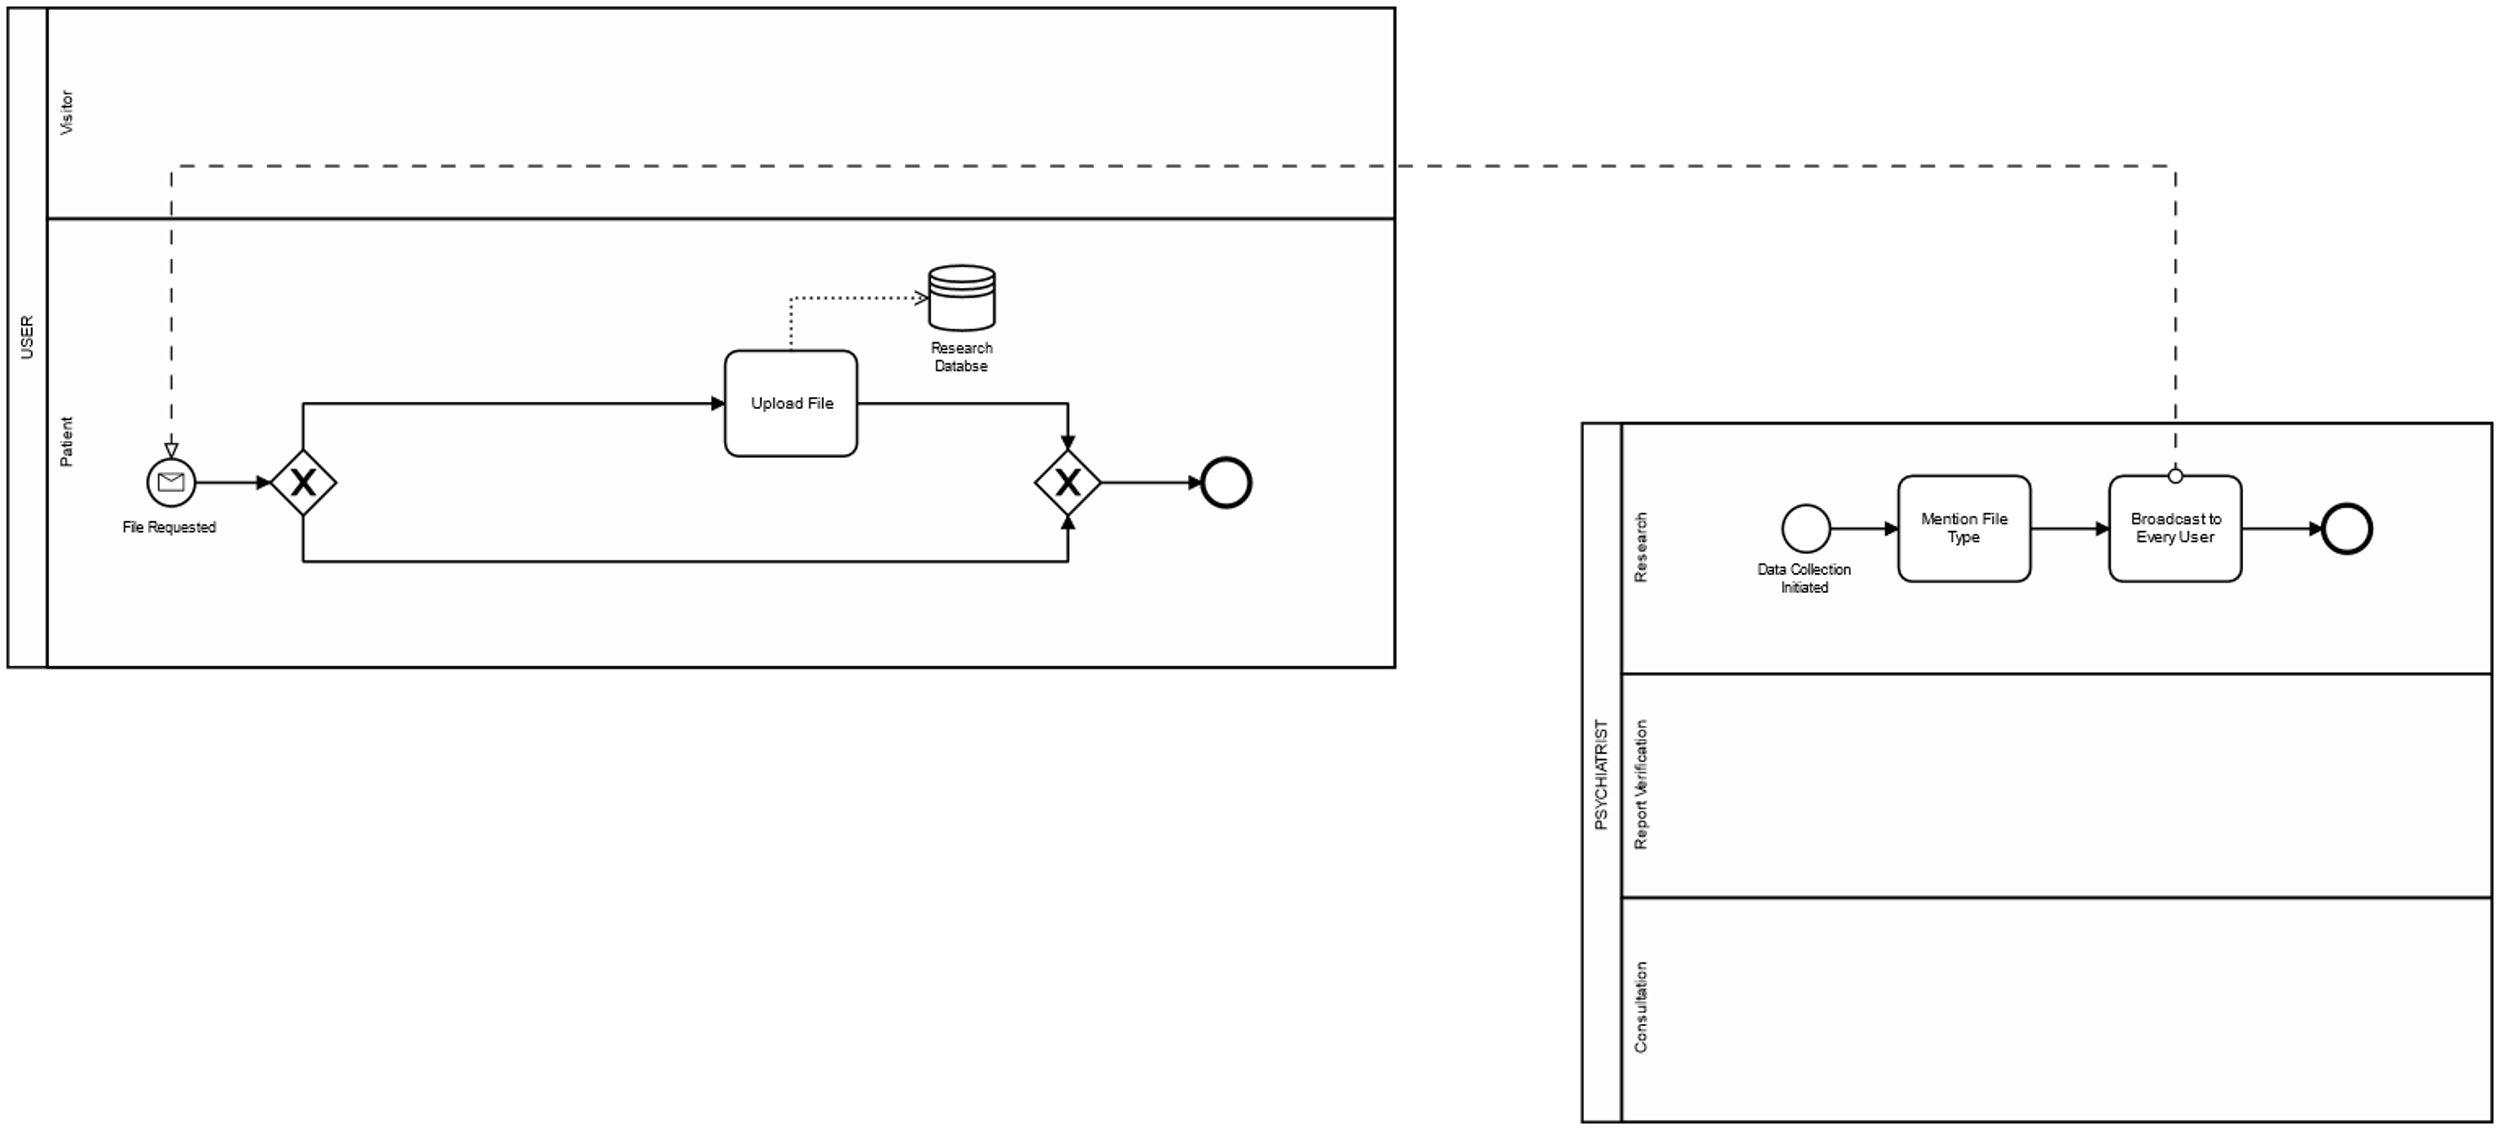 USER
Visitor
Patient
File Requested
Upload File
Research
Databse
PSYCHIATRIST
Research
Data Collection
Initiated
Mention File
Type
Broadcast to
Every User
Report Verification
Consultation